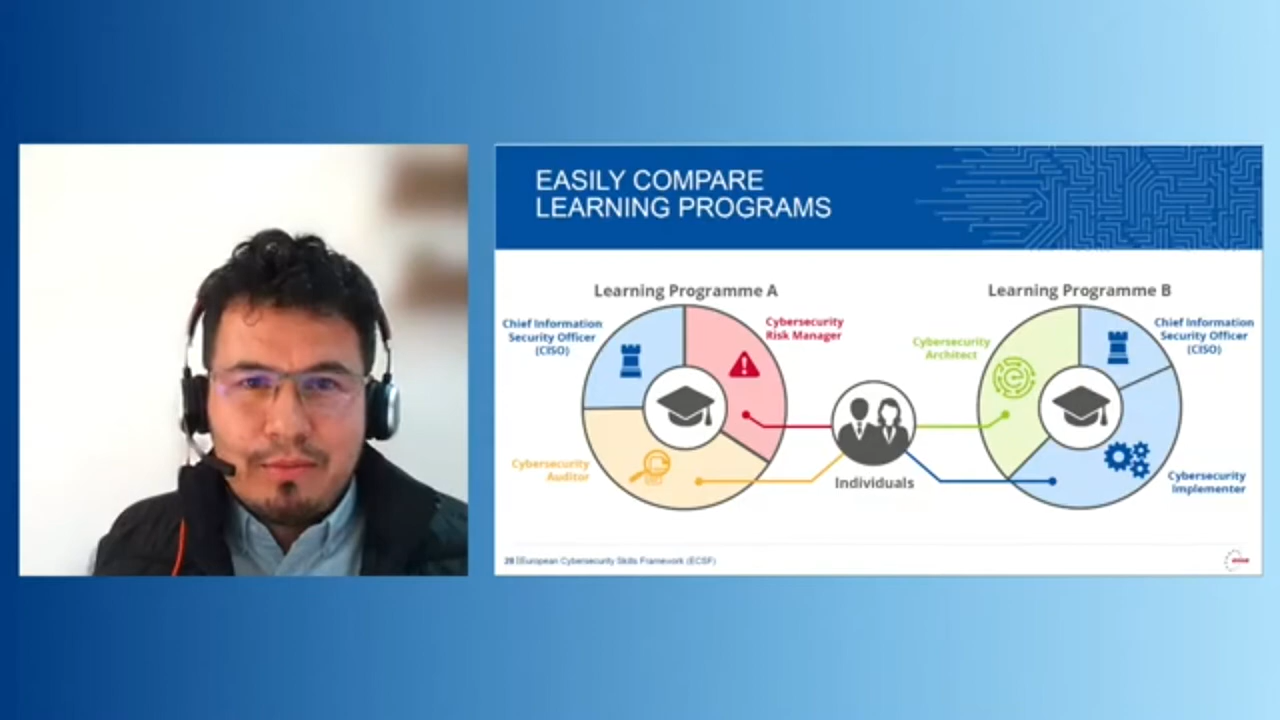 EASILY COMPARE
LEARNING PROGRAMS
Learning Programme A
Chief Information
Security Officer
(CISO)
Cybersecurity
Risk Manager
Cybersecurity
Auditor
Individuals
Learning Programme B
Cybersecurity
Architect
Chief Information
Security Officer
(CISO)
Cybersecurity
Implementer
European Cybersecurity Skills Framework (ECSF)